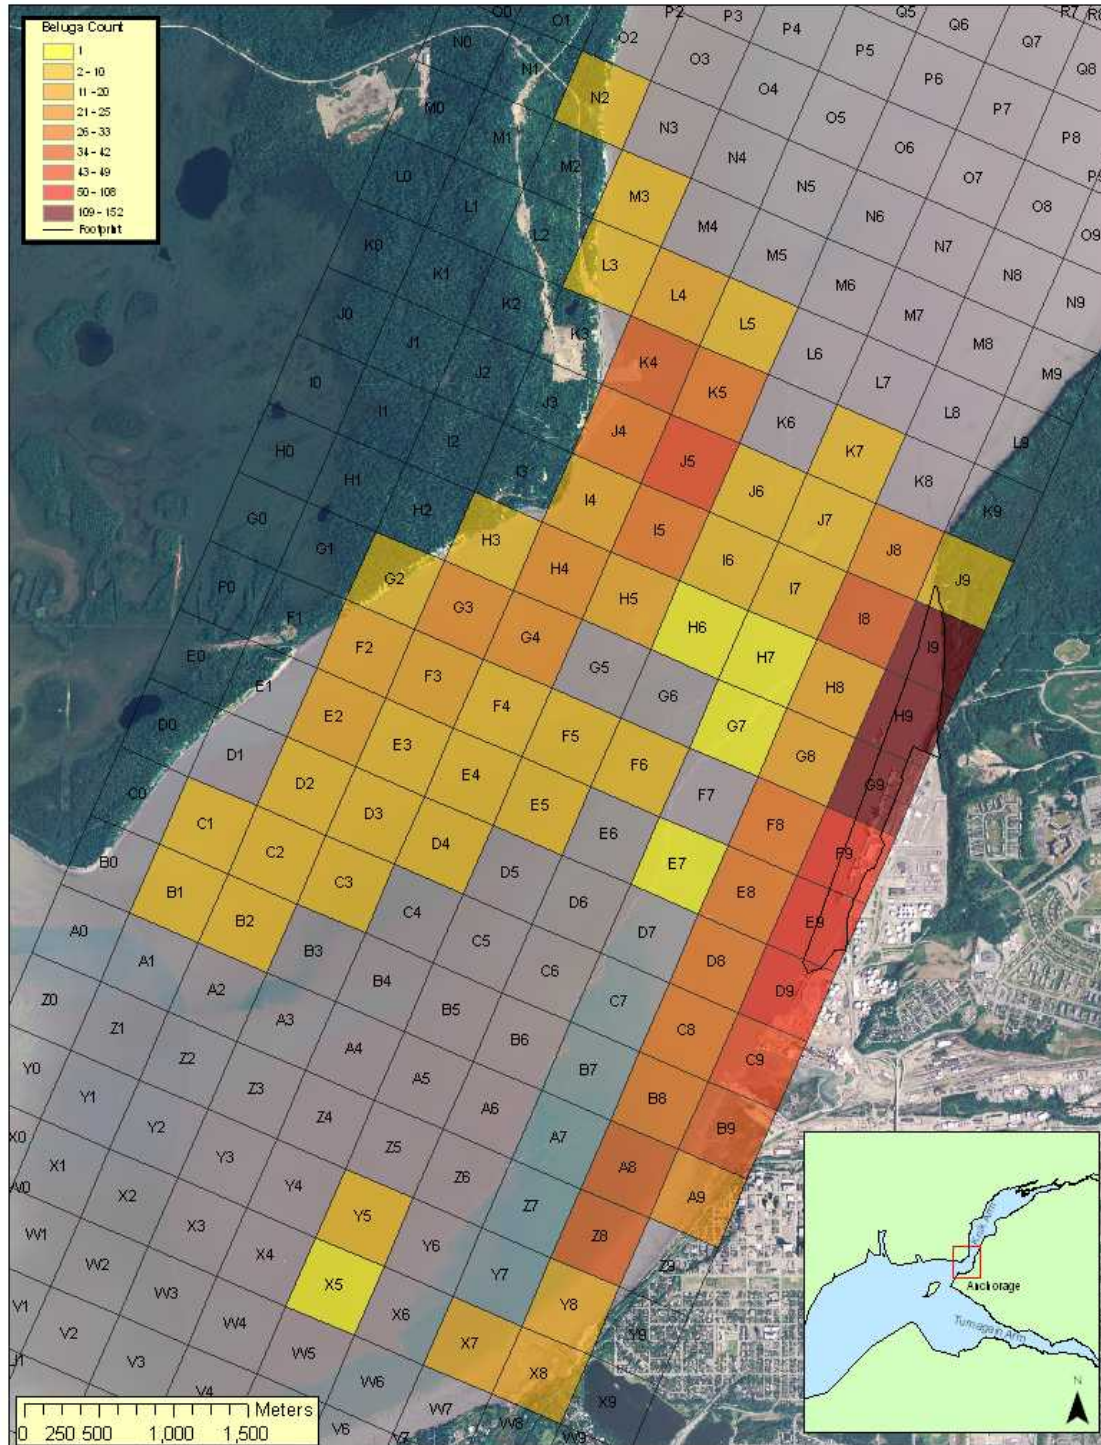 Beluga Count
1
2 - 10
11 - 20
21 - 25
26 - 33
34 - 42
43 - 49
50 - 108
109 - 152
Footprint
O0 O1 O2 P2 P3 P4 Q5 Q6 R7
N0 N1 O3 P5 Q7
M0 N2 O4 P6 Q8
M1 N3 O5 P7
L0 M2 N4 O6 P8
L1 M3 N5 O7
K0 L2 M4 N6 O8
K1 L3 M5 N7 O9
J0 K2 L4 M6 N8
J1 K3 L5 M7 N9
I0 J2 K4 L6 M8
I1 J3 K5 L7 M9
H0 I2 J4 K6 L8
H1 I3 J5 K7 L9
G0 H2 I4 J6 K8
G1 H3 I5 J7 K9
F0 G2 H4 I6 J8
F1 G3 H5 I7 J9
E0 F2 G4 H6 I8
E1 F3 G5 H7 I9
D0 E2 F4 G6 H8
D1 E3 F5 G7 H9
C0 D2 E4 F6 G8
C1 D3 E5 F7 G9
B0 C2 D4 E6 F8
B1 C3 D5 E7 F9
A0 B2 C4 D6 E8
A1 B3 C5 D7 E9
Z0 A2 B4 C6 D8
Z1 A3 B5 C7 D9
Y0 Z2 A4 B6 C8
Y1 Z3 A5 B7 C9
X0 Y2 Z4 A6 B8
X1 Y3 Z5 A7 B9
X2 Y4 Z6 A8
W1 X3 Y5 Z7 A9
W2 X4 Y6 Z8
V1 W3 X5 Y7 Z9
V2 W4 X6 Y8
V3 W5 X7 Y9
V4 W6 X8
W7 X9
V6 W8
V7 W9
Meters
0 250 500 1,000 1,500
Knik Arm
Anchorage
Turnagain Arm
N